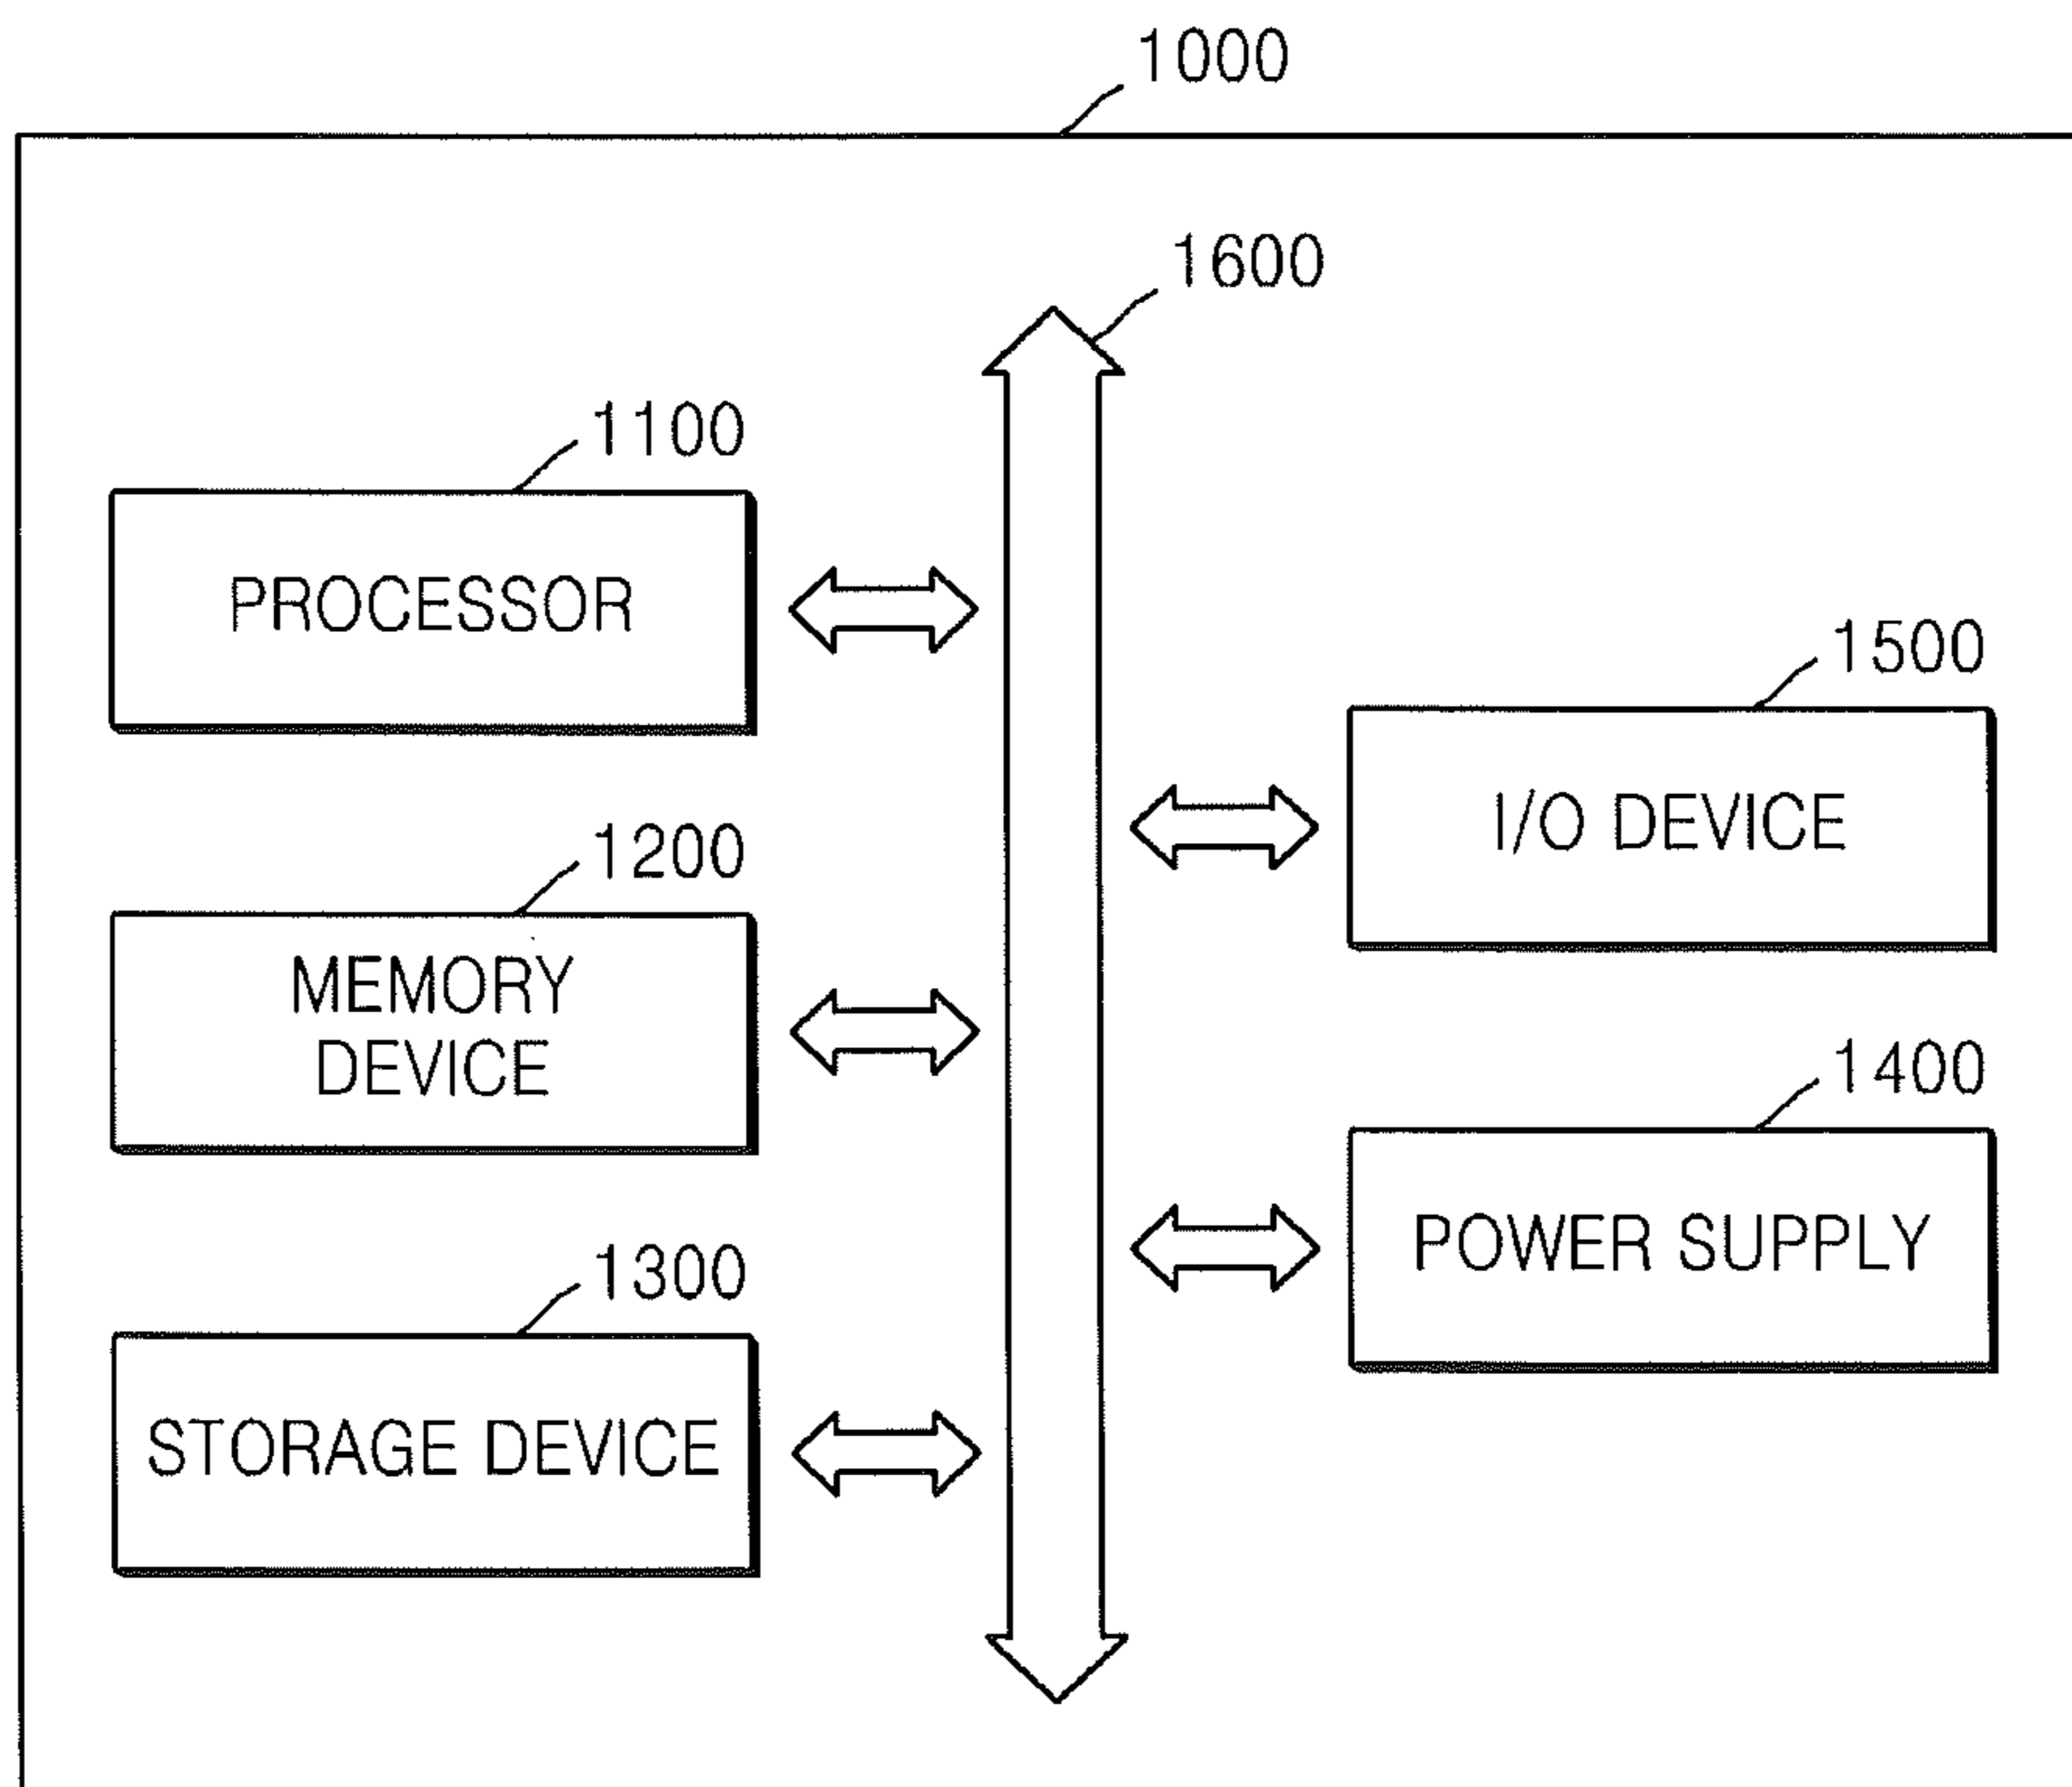 1000
1600
1100
PROCESSOR
1500
I/O DEVICE
1200
MEMORY
DEVICE
1400
POWER SUPPLY
1300
STORAGE DEVICE